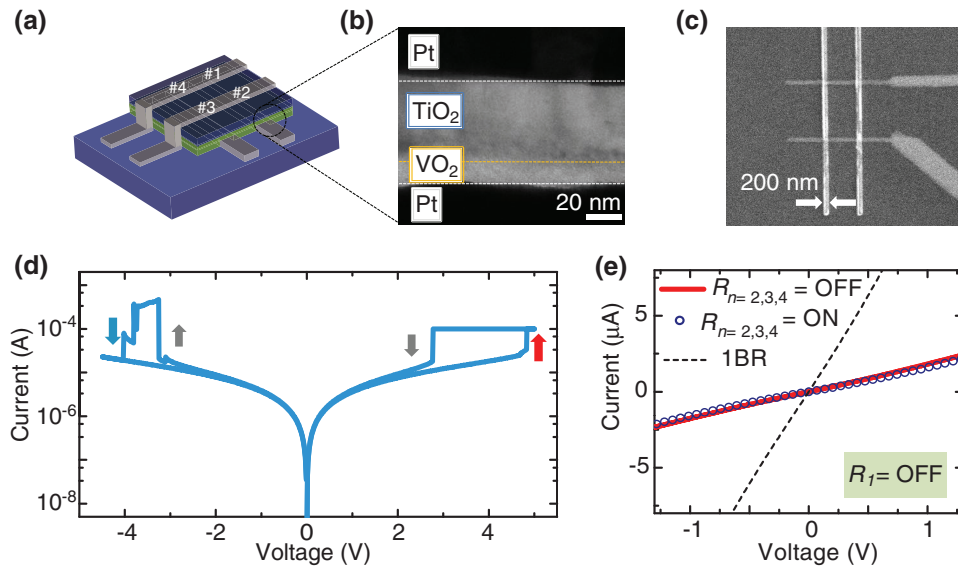 (a)
#1
#4
#2
#3
(b)
Pt
TiO₂
VO₂
Pt
20 nm
(c)
200 nm
(d)
Current (A)
10⁻²
10⁻⁴
10⁻⁶
10⁻⁸
-4
-2
0
2
4
Voltage (V)
(e)
Current (μA)
5
0
-5
Rₙ₌ ₂,₃,₄ = OFF
Rₙ₌ ₂,₃,₄ = ON
1BR
R₁= OFF
-1
0
1
Voltage (V)